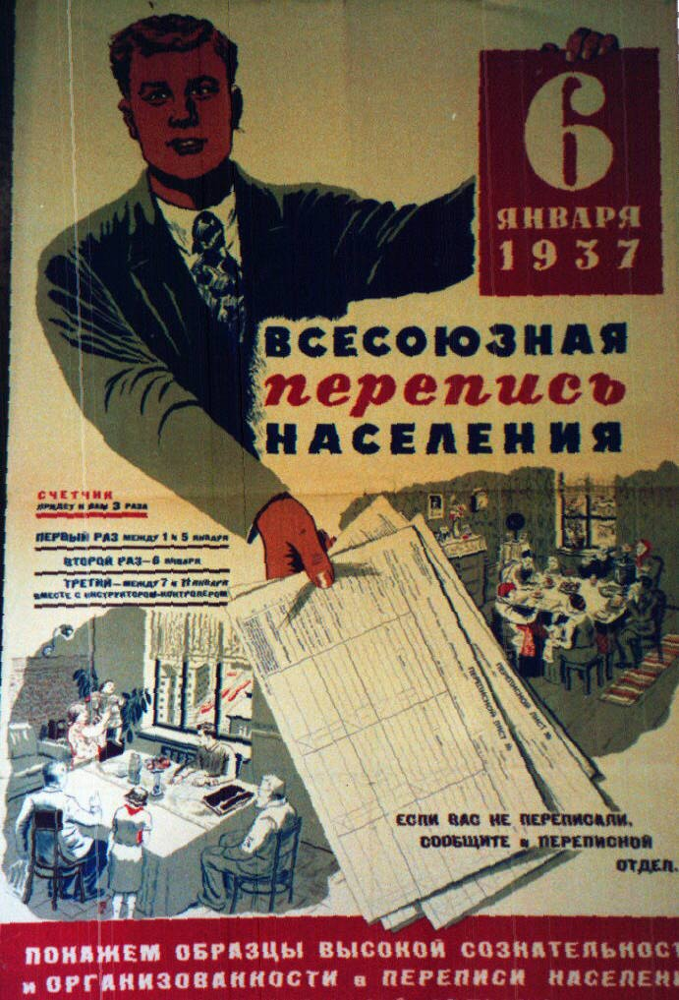 6
ЯНВАРЯ
1937
ВСЕСОЮЗНАЯ
перепись
НАСЕЛЕНИЯ
СЧЕТЧИК
ПРИДЕТ К ВАМ 3 РАЗА
ПЕРВЫЙ РАЗ МЕЖДУ 1 И 5 ЯНВАРЯ
ВТОРОЙ РАЗ – 6 ЯНВАРЯ
ТРЕТИЙ – МЕЖДУ 7 и 11 ЯНВАРЯ
ВМЕСТЕ С ИНСТРУКТОРОМ-КОНТРОЛЕРОМ
ПЕРЕПИСНОЙ ЛИСТ №
ПЕРЕПИСНОЙ ЛИСТ №
ЕСЛИ ВАС НЕ ПЕРЕПИСАЛИ,
СООБЩИТЕ В ПЕРЕПИСНОЙ
ОТДЕЛ.
ПОКАЖЕМ ОБРАЗЦЫ ВЫСОКОЙ СОЗНАТЕЛЬНОСТ
и ОРГАНИЗОВАННОСТИ в ПЕРЕПИСИ НАСЕЛЕН